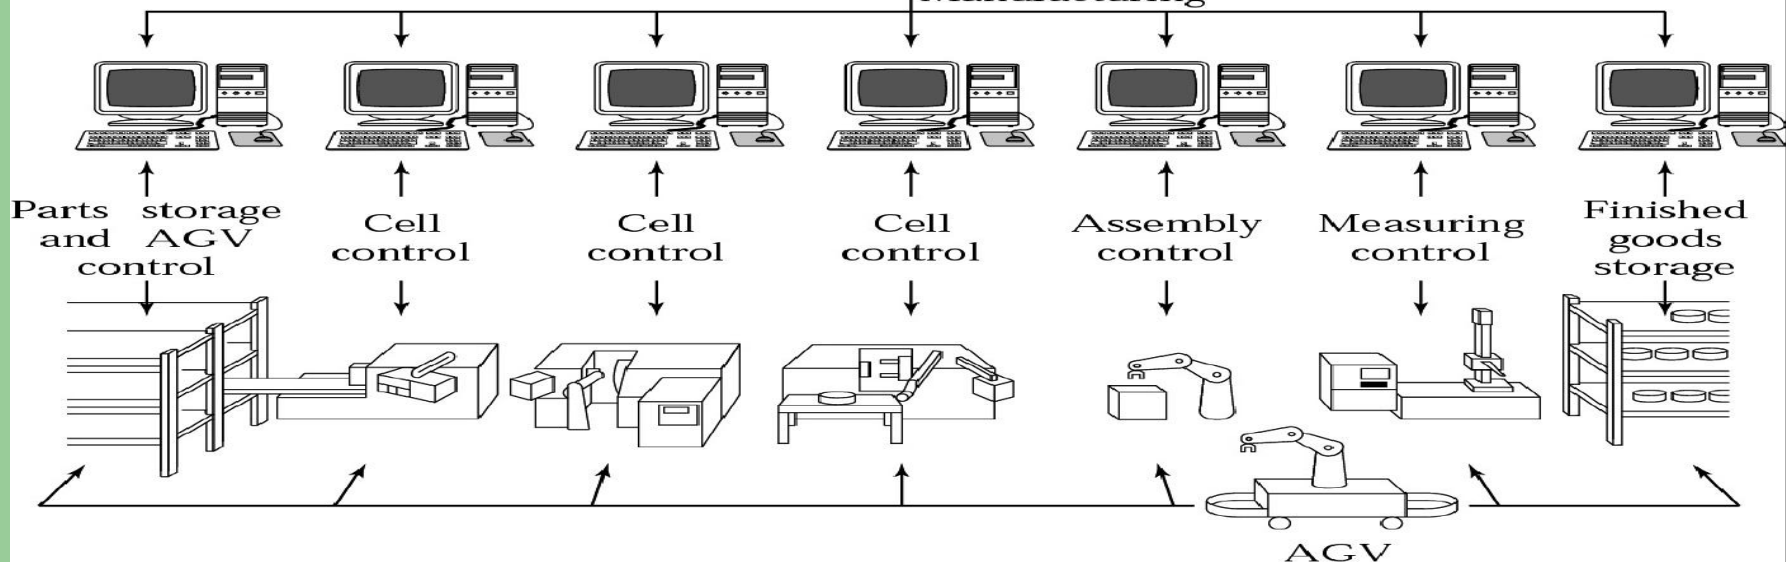 Manufacturing
Parts storage
and AGV
control
Cell
control
Cell
control
Cell
control
Assembly
control
Measuring
control
Finished
goods
storage
AGV